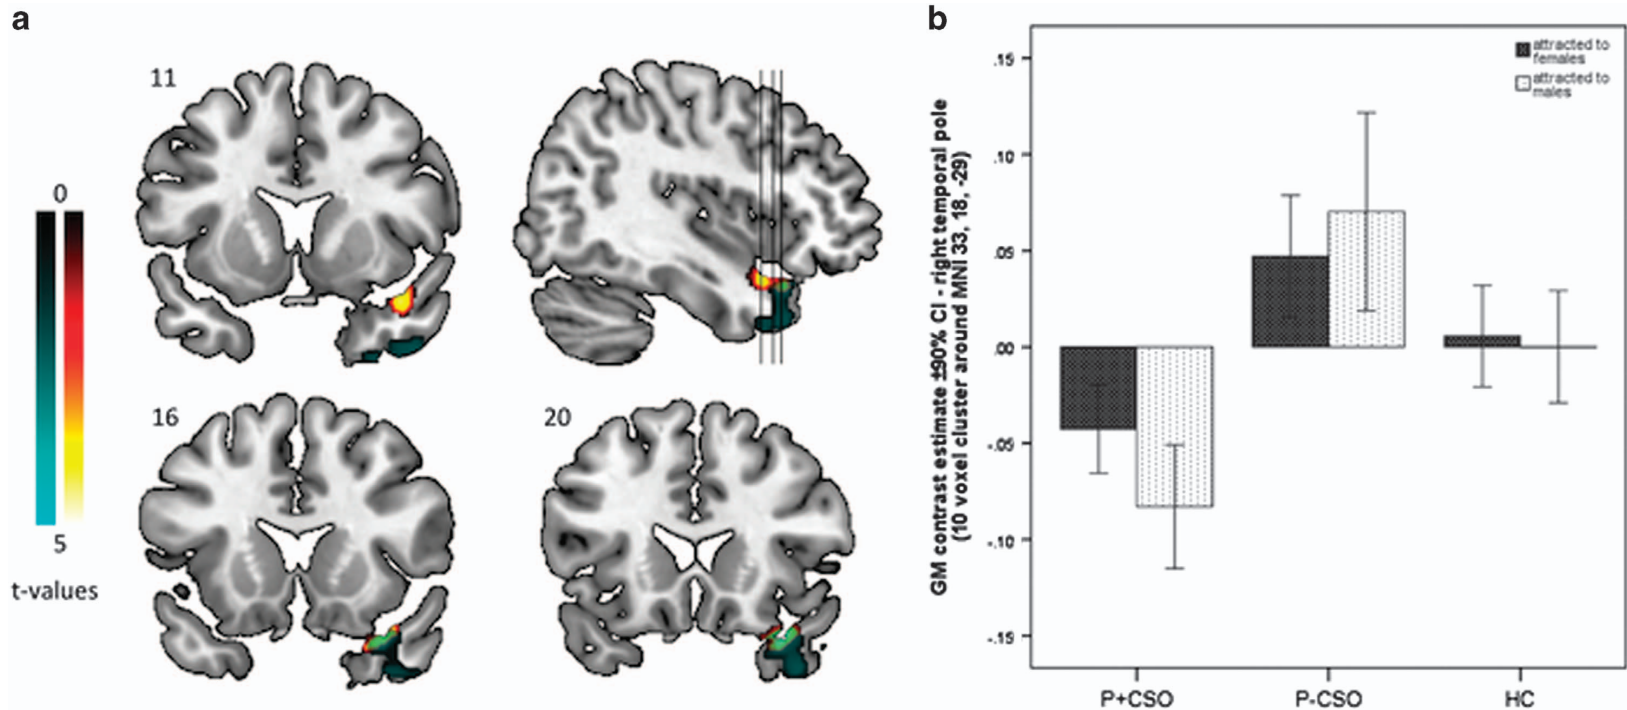 a
11
0
5
t-values
16
20
b
GM contrast estimate ±90% CI - right temporal pole
(10 voxel cluster around MNI 33, 18, -29)
.15
.10
.05
.00
-.05
-.10
-.15
attracted to
females
attracted to
males
P+CSO
P-CSO
HC